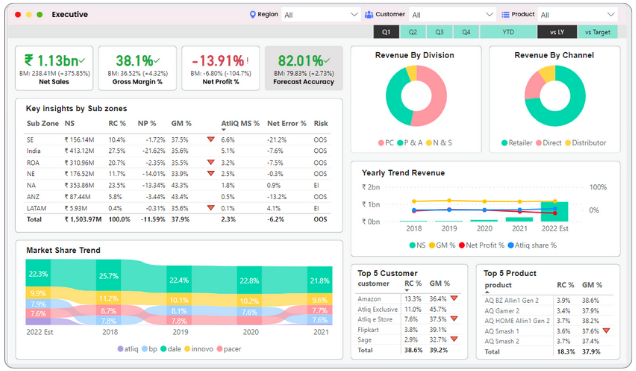 Executive
Region All
Customer All
Product All
Q1 Q2 Q3 Q4 YTD vs LY vs Target
₹ 1.13bn✓ 38.1%✓ -13.91%! 82.01%✓
BM: 238.41M (+375.85%) BM: 36.52% (+4.32%) BM: -6.80% (-104.7%) BM: 79.83% (+2.73%)
Net Sales Gross Margin % Net Profit % Forecast Accuracy
Revenue By Division
PC P & A N & S
Revenue By Channel
Retailer Direct Distributor
Key insights by Sub zones
Sub Zone NS RC % NP % GM % AtliQ MS % Net Error % Risk
SE ₹ 156.14M 10.4% -1.72% 37.5% 6.6% -21.2% OOS
India ₹ 413.12M 27.5% -21.62% 35.6% 5.1% -7.6% OOS
ROA ₹ 310.96M 20.7% -2.35% 35.5% 3.2% -7.5% OOS
NE ₹ 176.52M 11.7% -14.01% 33.9% 2.5% -0.3% OOS
NA ₹ 353.86M 23.5% -13.34% 43.3% 1.8% 0.9% EI
ANZ ₹ 87.44M 5.8% -3.44% 43.4% 0.5% -13.2% OOS
LATAM ₹ 5.93M 0.4% -0.31% 35.6% 0.1% 4.1% EI
Total ₹ 1,503.97M 100.0% -11.59% 37.9% 2.3% -6.2% OOS
Yearly Trend Revenue
₹ 2bn 100%
₹ 1bn 0%
₹ 0bn
2018 2019 2020 2021 2022 Est
NS GM % Net Profit % Atliq share %
Market Share Trend
22.3% 25.7% 22.4% 22.8% 21.8%
9.9% 11.2% 10.1% 10.2% 9.6%
7.9% 8.7% 8.1% 7.6% 7.7%
7.6% 7.8% 7.8% 7.8%
2022 Est 2018 2019 2020 2021
atliq bp dale innovo pacer
Top 5 Customer
customer RC % GM %
Amazon 13.3% 36.4%
Atliq Exclusive 11.0% 45.7%
Atliq e Store 7.6% 37.5%
Flipkart 3.8% 39.1%
Sage 2.9% 32.7%
Total 38.6% 39.2%
Top 5 Product
product RC % GM %
AQ BZ Allin1 Gen 2 3.9% 38.6%
AQ Gamer 2 3.4% 37.9%
AQ HOME Allin1 Gen 2 3.7% 38.2%
AQ Smash 1 3.6% 37.6%
AQ Smash 2 3.7% 37.4%
Total 18.3% 37.9%